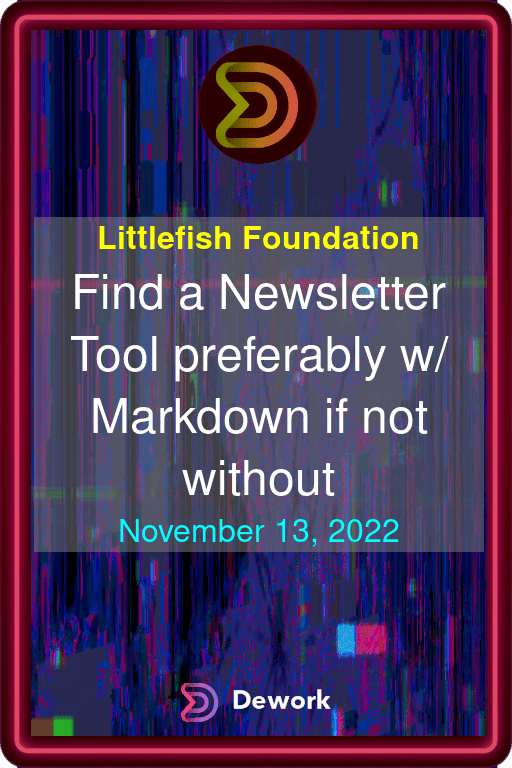 Littlefish Foundation
Find a Newsletter
Tool preferably w/
Markdown if not
without
November 13, 2022
Dework